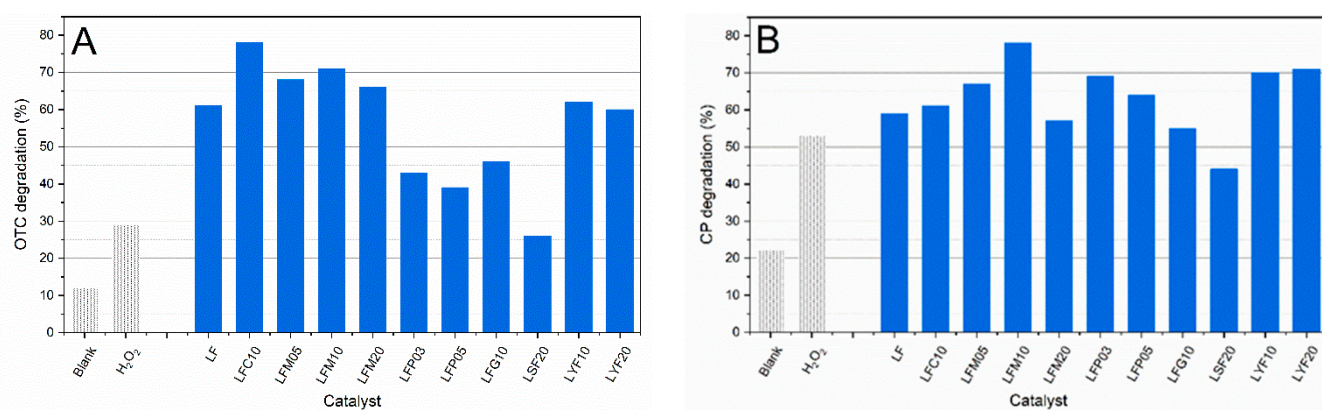 A
OTC degradation (%)
80
70
60
50
40
30
20
10
0
Blank
H₂O₂
LF
LFC10
LFM05
LFM10
LFM20
LFP03
LFP05
LFG10
LSF20
LYF10
LYF20
Catalyst
B
CP degradation (%)
80
70
60
50
40
30
20
10
0
Blank
H₂O₂
LF
LFC10
LFM05
LFM10
LFM20
LFP03
LFP05
LFG10
LSF20
LYF10
LYF20
Catalyst